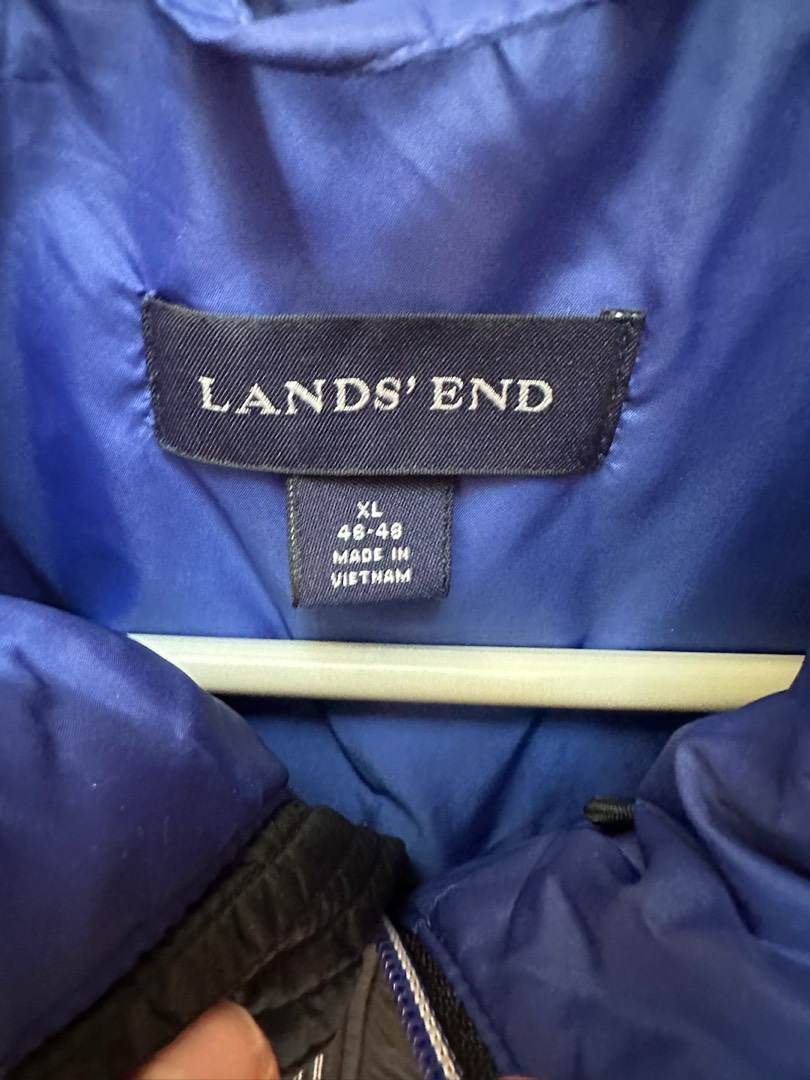 LANDS' END
XL
46-48
MADE IN
VIETNAM